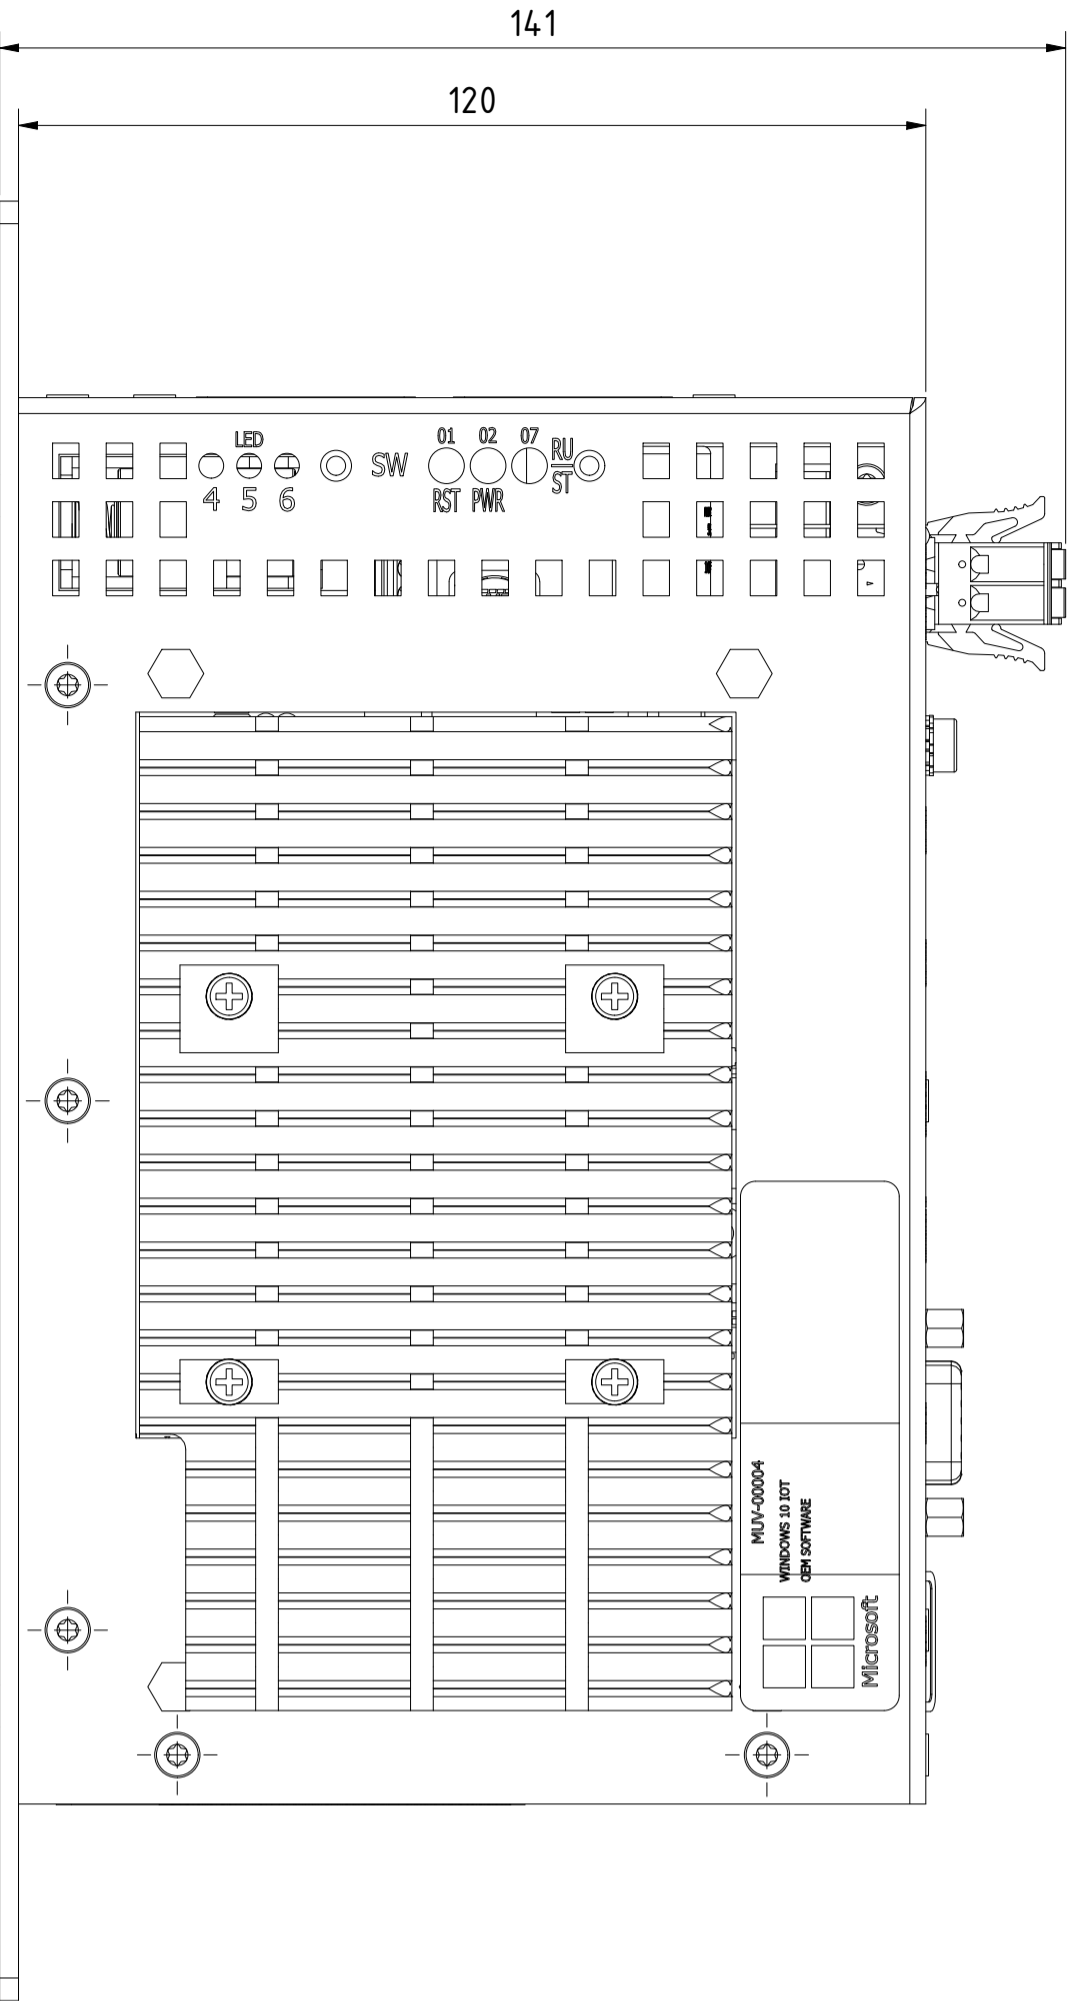 141
120
LED
4 5 6
SW
01 02 07
RST PWR
RU
ST
MUV-00004
WINDOWS 10 IOT
OEM SOFTWARE
Microsoft